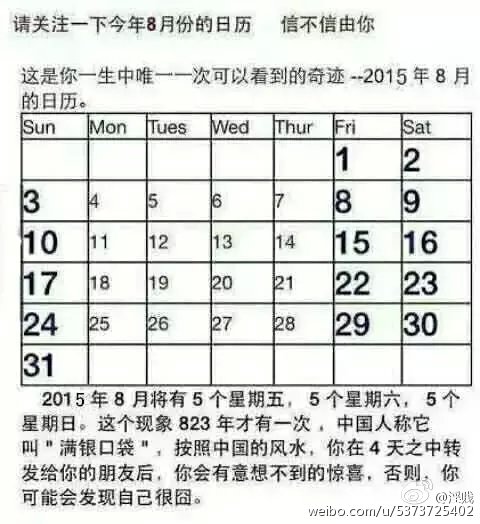 请关注一下今年8月份的日历 信不信由你
这是你一生中唯一一次可以看到的奇迹 --2015 年 8 月
的日历。
Sun Mon Tues Wed Thur Fri Sat
1 2
3 4 5 6 7 8 9
10 11 12 13 14 15 16
17 18 19 20 21 22 23
24 25 26 27 28 29 30
31
2015 年 8 月将有 5 个星期五， 5 个星期六， 5 个
星期日。这个现象 823 年才有一次 ，中国人称它
叫 " 满银口袋 " ，按照中国的风水，你在 4 天之中转
发给你的朋友后，你会有意想不到的惊喜，否则，你
可能会发现自己很囧。
weibo.com/u/5373725402